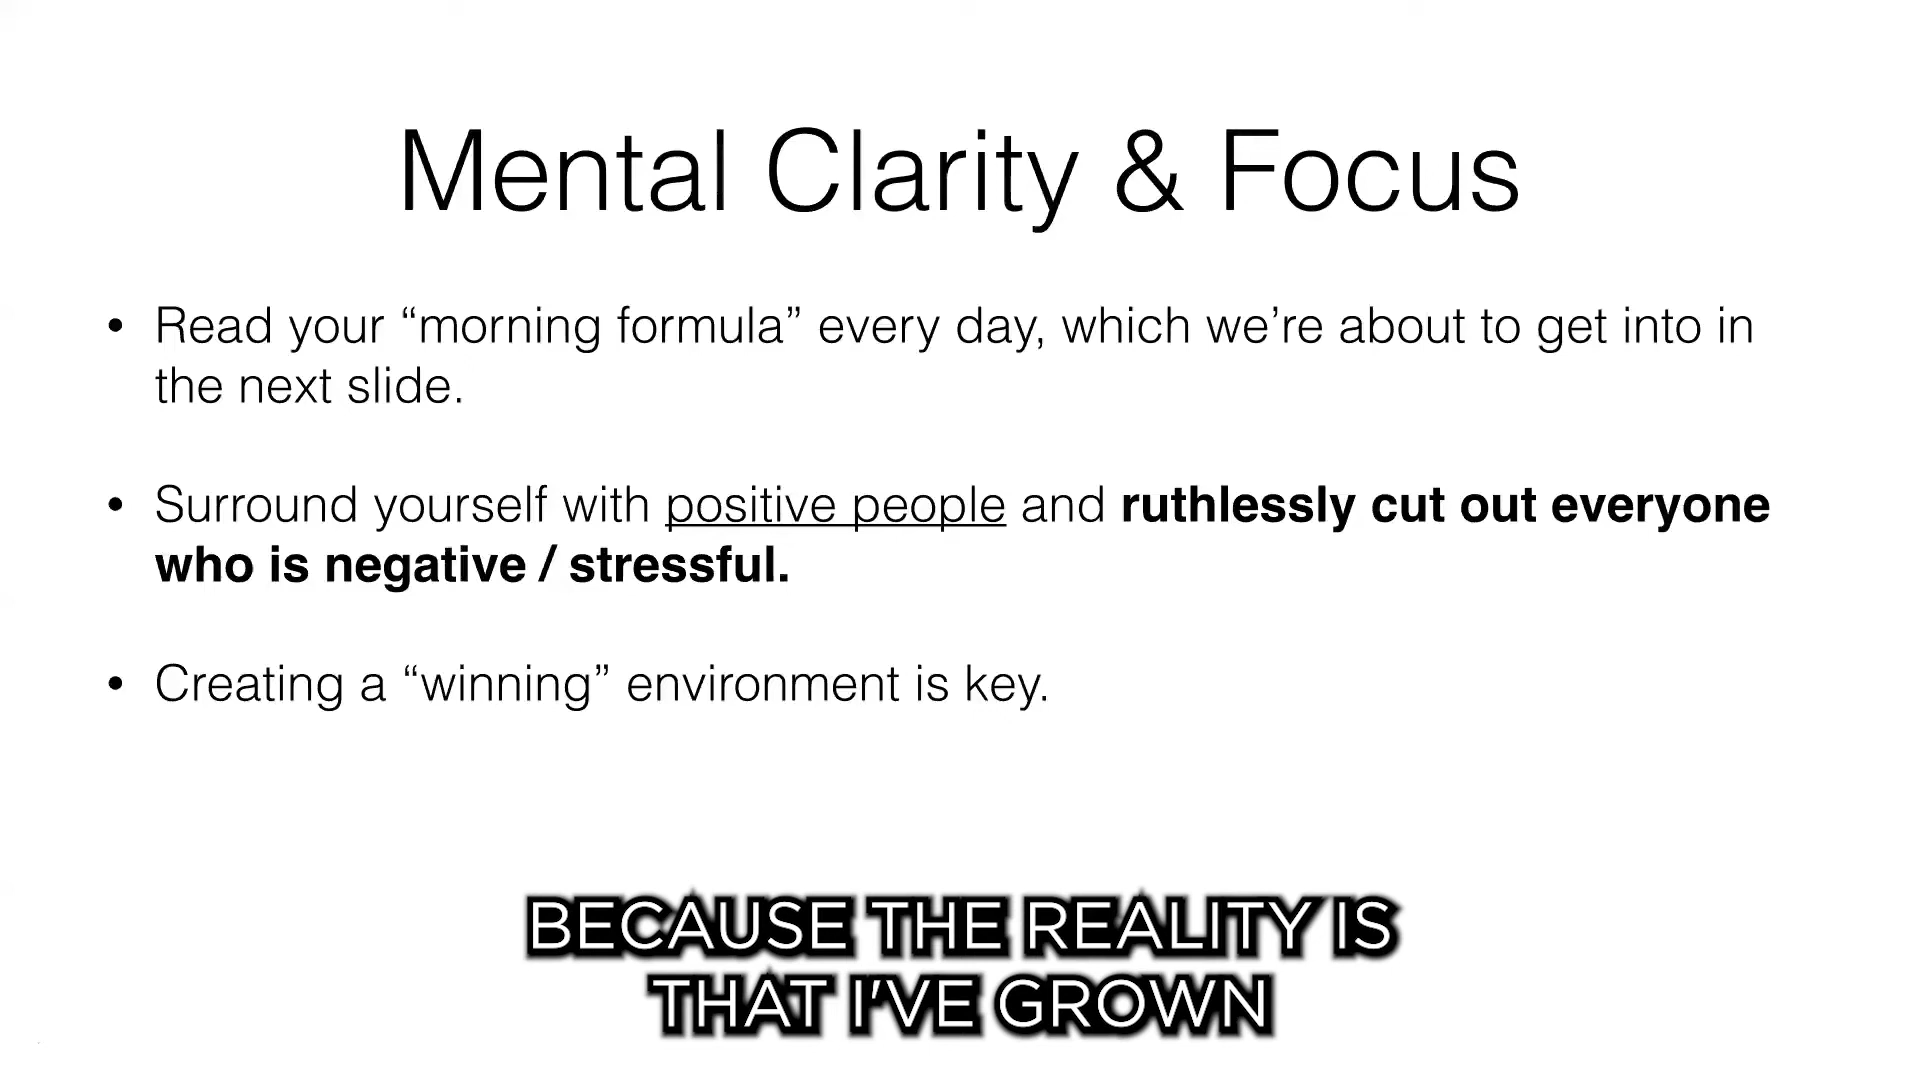 Mental Clarity & Focus
• Read your “morning formula” every day, which we’re about to get into in
the next slide.
• Surround yourself with positive people and ruthlessly cut out everyone
who is negative / stressful.
• Creating a “winning” environment is key.
BECAUSE THE REALITY IS
THAT I'VE GROWN